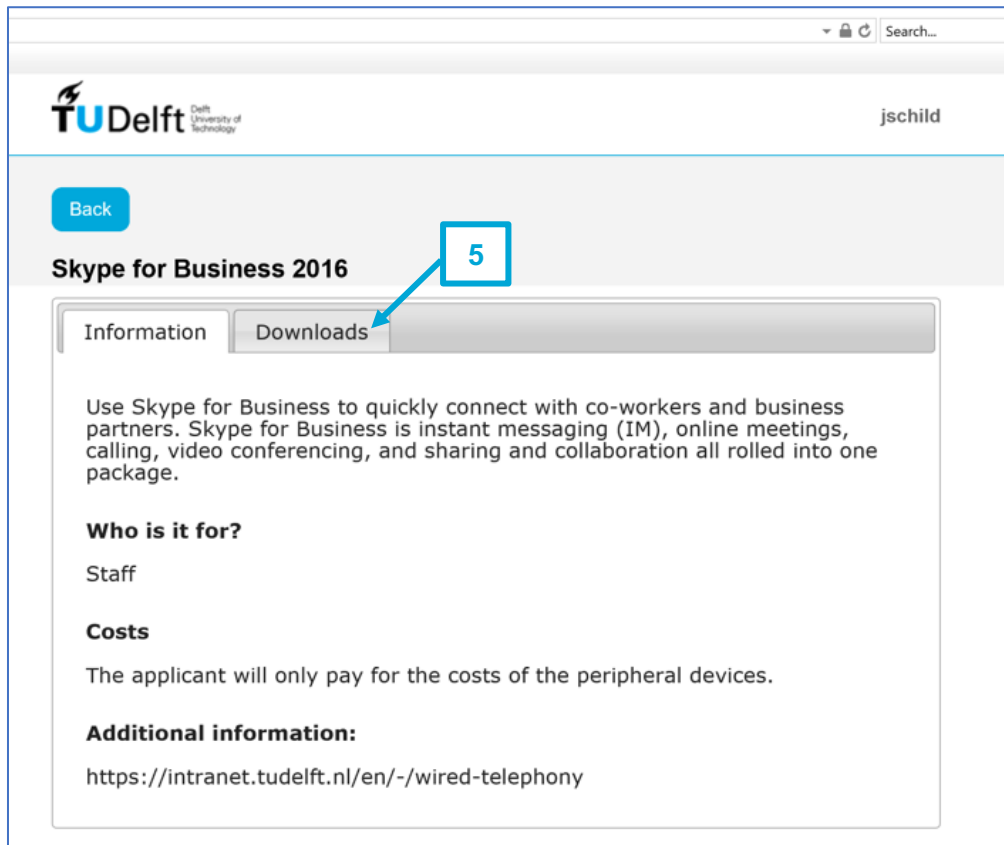 Search...
TUDelft Delft University of Technology
jschild
Back
Skype for Business 2016
5
Information
Downloads
Use Skype for Business to quickly connect with co-workers and business
partners. Skype for Business is instant messaging (IM), online meetings,
calling, video conferencing, and sharing and collaboration all rolled into one
package.
Who is it for?
Staff
Costs
The applicant will only pay for the costs of the peripheral devices.
Additional information:
https://intranet.tudelft.nl/en/-/wired-telephony